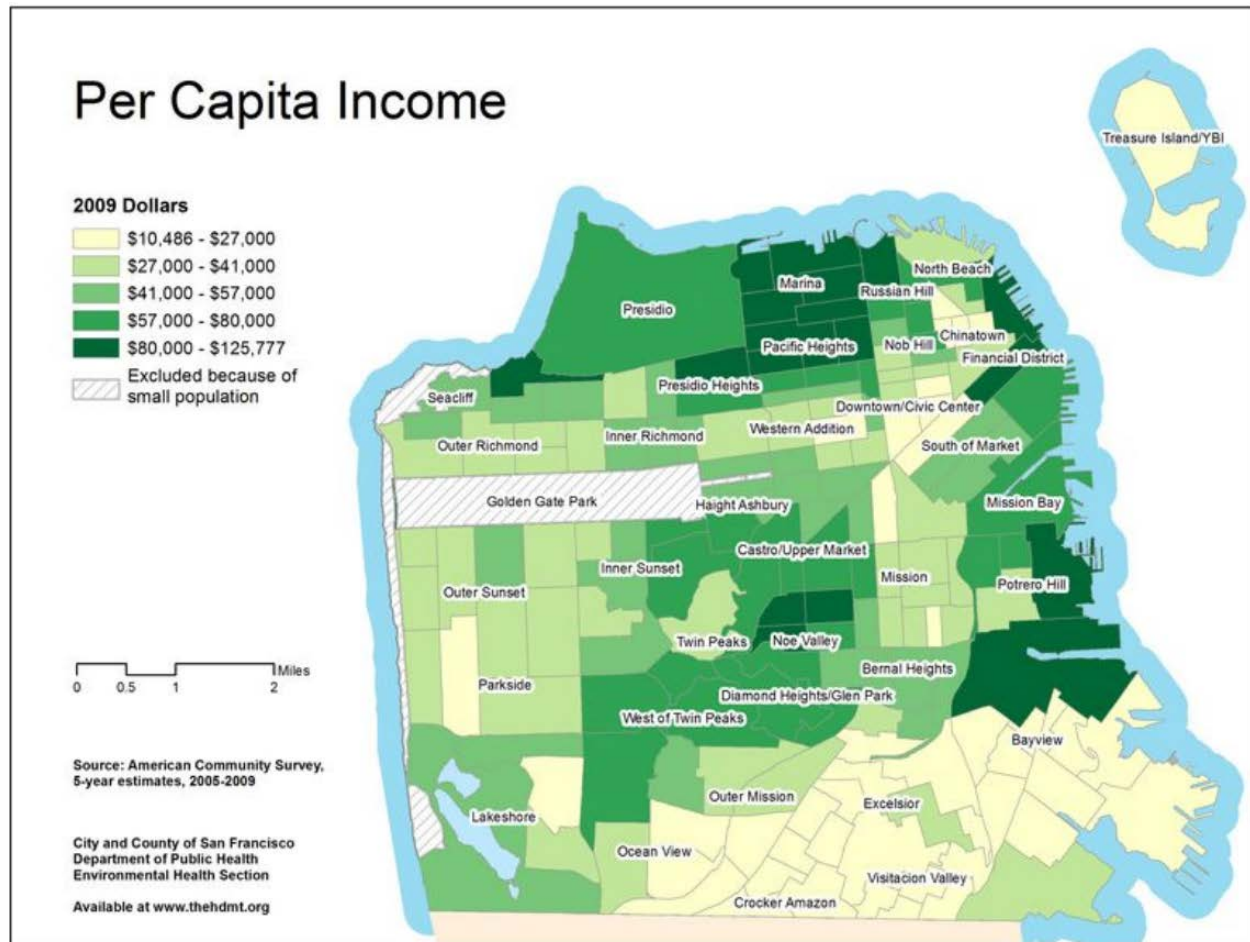 Per Capita Income
2009 Dollars
$10,486 - $27,000
$27,000 - $41,000
$41,000 - $57,000
$57,000 - $80,000
$80,000 - $125,777
Excluded because of
small population
Treasure Island/YBI
North Beach
Marina
Russian Hill
Presidio
Chinatown
Pacific Heights
Nob Hill
Financial District
Presidio Heights
Seacliff
Downtown/Civic Center
Western Addition
Inner Richmond
Outer Richmond
South of Market
Golden Gate Park
Haight Ashbury
Mission Bay
Castro/Upper Market
Inner Sunset
Mission
Potrero Hill
Outer Sunset
Twin Peaks
Noe Valley
Bernal Heights
Parkside
Diamond Heights/Glen Park
West of Twin Peaks
Bayview
Outer Mission
Excelsior
Lakeshore
Ocean View
Visitacion Valley
Crocker Amazon
Miles
0 0.5 1 2
Source: American Community Survey,
5-year estimates, 2005-2009
City and County of San Francisco
Department of Public Health
Environmental Health Section
Available at www.thehdmt.org